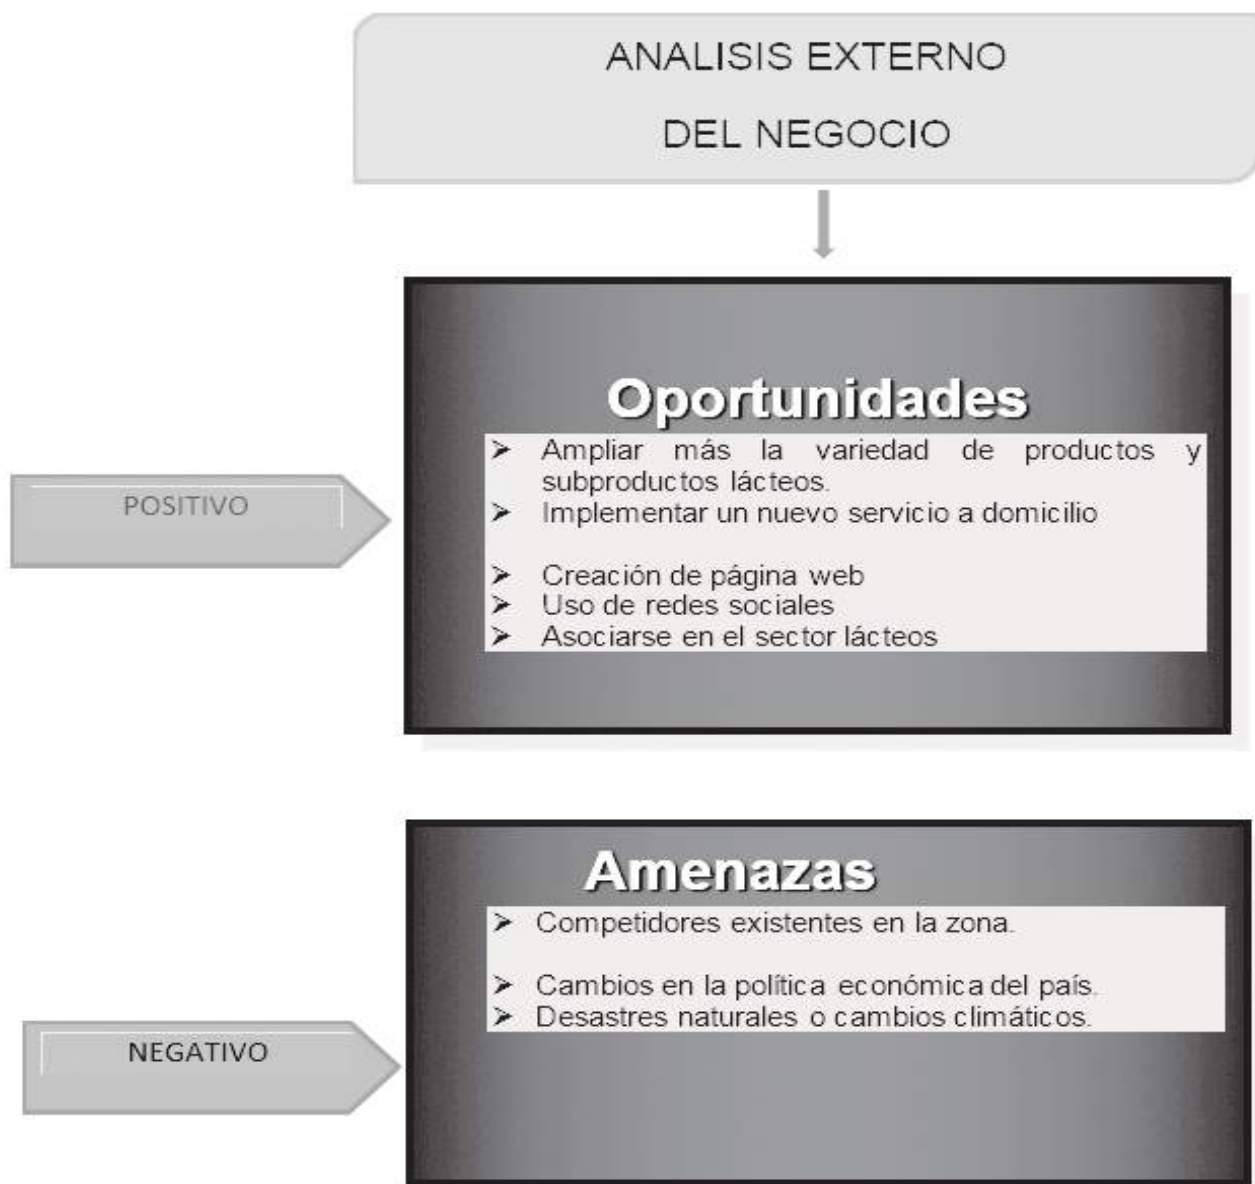 ANALISIS EXTERNO
DEL NEGOCIO
Oportunidades
➢ Ampliar más la variedad de productos y
subproductos lácteos.
➢ Implementar un nuevo servicio a domicilio
➢ Creación de página web
➢ Uso de redes sociales
➢ Asociarse en el sector lácteos
POSITIVO
Amenazas
➢ Competidores existentes en la zona.
➢ Cambios en la política económica del país.
➢ Desastres naturales o cambios climáticos.
NEGATIVO